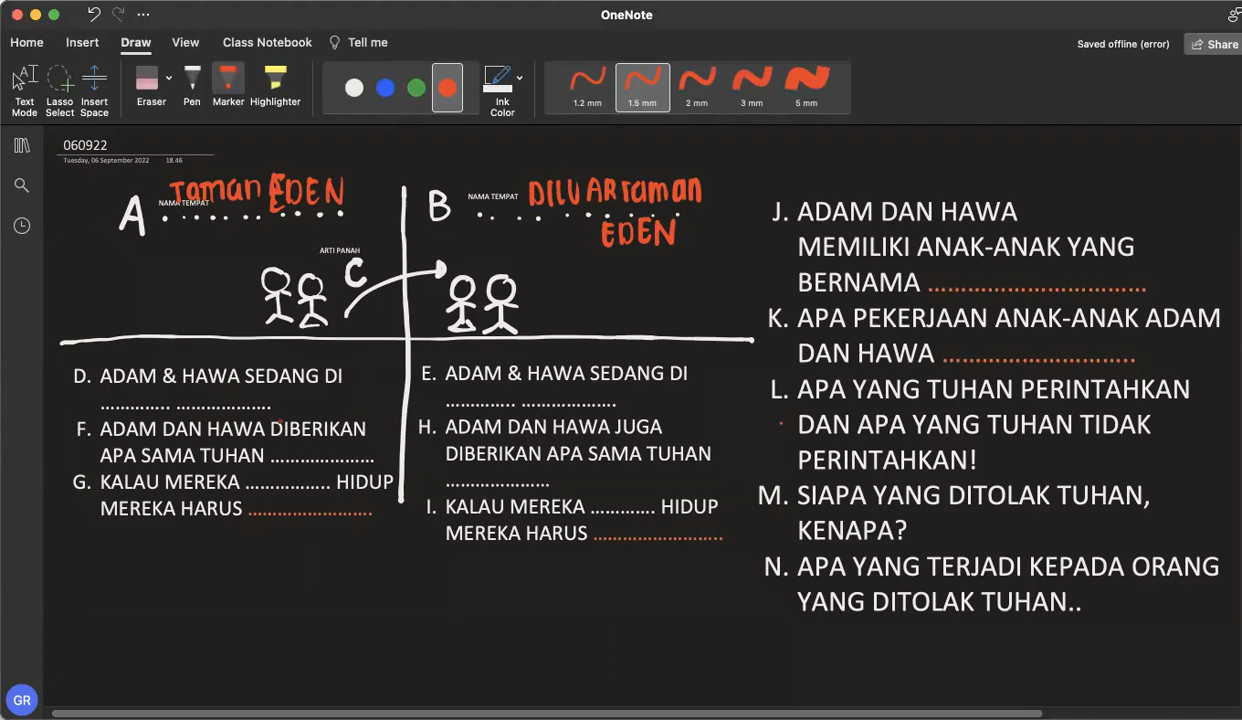 OneNote
Home Insert Draw View Class Notebook Tell me
Saved offline (error) Share
Text Mode
Lasso Select
Insert Space
Eraser
Pen
Marker
Highlighter
Ink Color
1.2 mm
1.5 mm
2 mm
3 mm
5 mm
060922
Tuesday, 06 September 2022 18.46
A
NAMA TEMPAT
Taman EDEN
B
NAMA TEMPAT
DILUAR Taman
EDEN
ARTI PANAH
C
D. ADAM & HAWA SEDANG DI
.............. ...................
F. ADAM DAN HAWA DIBERIKAN
APA SAMA TUHAN .....................
G. KALAU MEREKA ................. HIDUP
MEREKA HARUS .........................
E. ADAM & HAWA SEDANG DI
.............. ...................
H. ADAM DAN HAWA JUGA
DIBERIKAN APA SAMA TUHAN
.....................
I. KALAU MEREKA ............. HIDUP
MEREKA HARUS ..........................
J. ADAM DAN HAWA
MEMILIKI ANAK-ANAK YANG
BERNAMA .................................
K. APA PEKERJAAN ANAK-ANAK ADAM
DAN HAWA .............................
L. APA YANG TUHAN PERINTAHKAN
DAN APA YANG TUHAN TIDAK
PERINTAHKAN!
M. SIAPA YANG DITOLAK TUHAN,
KENAPA?
N. APA YANG TERJADI KEPADA ORANG
YANG DITOLAK TUHAN..
GR